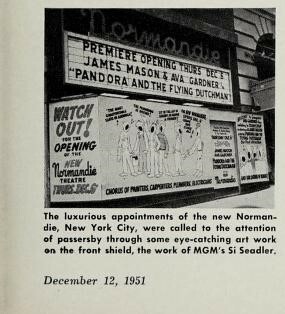 Normandie
PREMIERE OPENING THURS DEC 6
JAMES MASON & AVA GARDNER IN
"PANDORA AND THE FLYING DUTCHMAN"
WATCH
OUT!
FOR THE
OPENING
OF THE
NEW
Normandie
THEATRE
THURS. DEC. 6
CHORUS OF PAINTERS, CARPENTERS, PLUMBERS, ELECTRICIANS
The luxurious appointments of the new Norman-
die, New York City, were called to the attention
of passersby through some eye-catching art work
on the front shield, the work of MGM's Si Seadler.
December 12, 1951